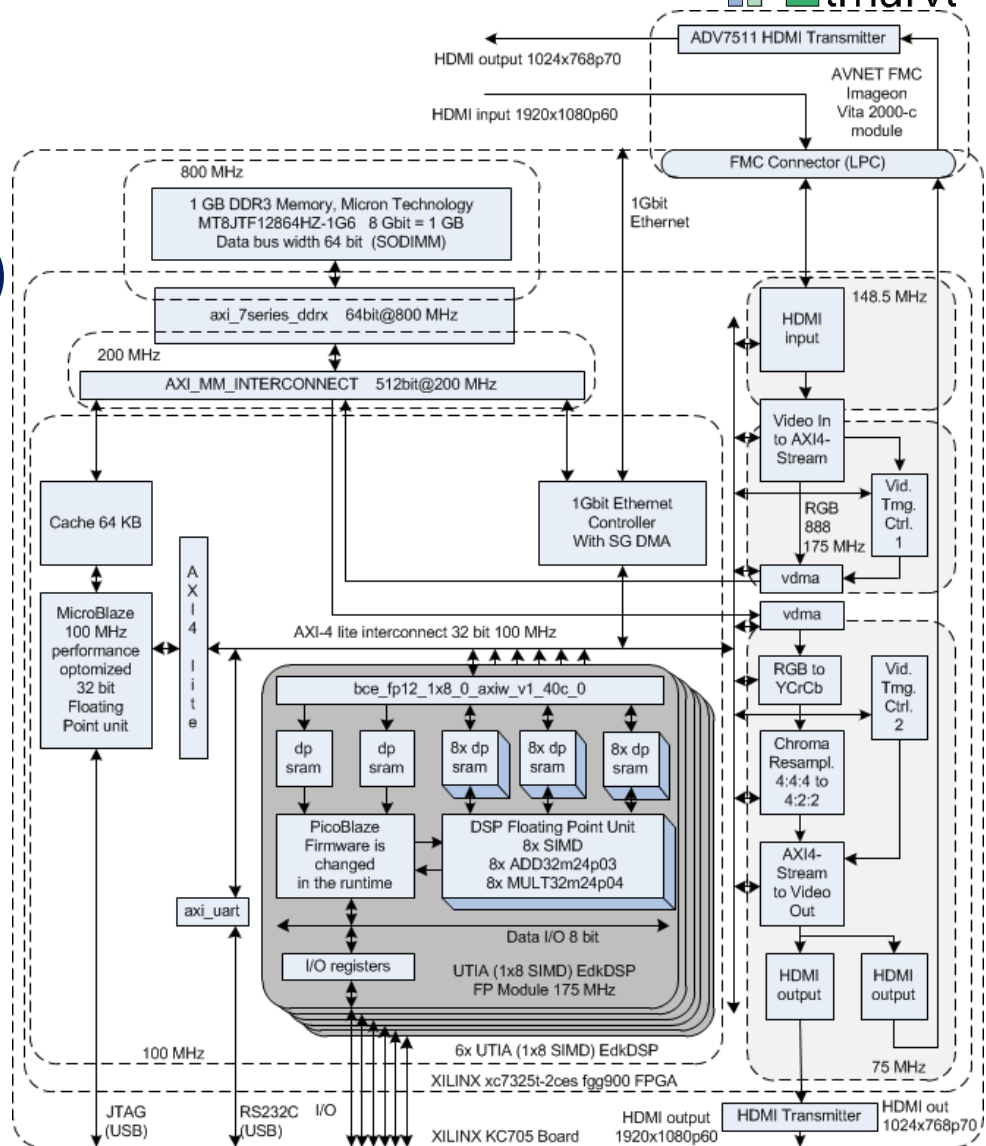 ADV7511 HDMI Transmitter
HDMI output 1024x768p70
AVNET FMC
Imageon
Vita 2000-c
module
HDMI input 1920x1080p60
FMC Connector (LPC)
800 MHz
1 GB DDR3 Memory, Micron Technology
MT8JTF12864HZ-1G6 8 Gbit = 1 GB
Data bus width 64 bit (SODIMM)
1Gbit
Ethernet
axi_7series_ddrx 64bit@800 MHz
148.5 MHz
HDMI
input
200 MHz
AXI_MM_INTERCONNECT 512bit@200 MHz
Video In
to AXI4-
Stream
Cache 64 KB
1Gbit Ethernet
Controller
With SG DMA
RGB
888
175 MHz
Vid.
Tmg.
Ctrl.
1
vdma
vdma
MicroBlaze
100 MHz
performance
optomized
32 bit
Floating
Point unit
A
X
I
4
l
i
t
e
AXI-4 lite interconnect 32 bit 100 MHz
RGB to
YCrCb
Vid.
Tmg.
Ctrl.
2
bce_fp12_1x8_0_axiw_v1_40c_0
dp
sram
dp
sram
8x dp
sram
8x dp
sram
8x dp
sram
Chroma
Resampl.
4:4:4 to
4:2:2
PicoBlaze
Firmware is
changed
in the runtime
DSP Floating Point Unit
8x SIMD
8x ADD32m24p03
8x MULT32m24p04
AXI4-
Stream
to Video
Out
axi_uart
Data I/O 8 bit
I/O registers
UTIA (1x8 SIMD) EdkDSP
FP Module 175 MHz
HDMI
output
HDMI
output
100 MHz
6x UTIA (1x8 SIMD) EdkDSP
75 MHz
XILINX xc7325t-2ces fgg900 FPGA
JTAG
(USB)
RS232C
(USB)
I/O
XILINX KC705 Board
HDMI output
1920x1080p60
HDMI Transmitter
HDMI out
1024x768p70